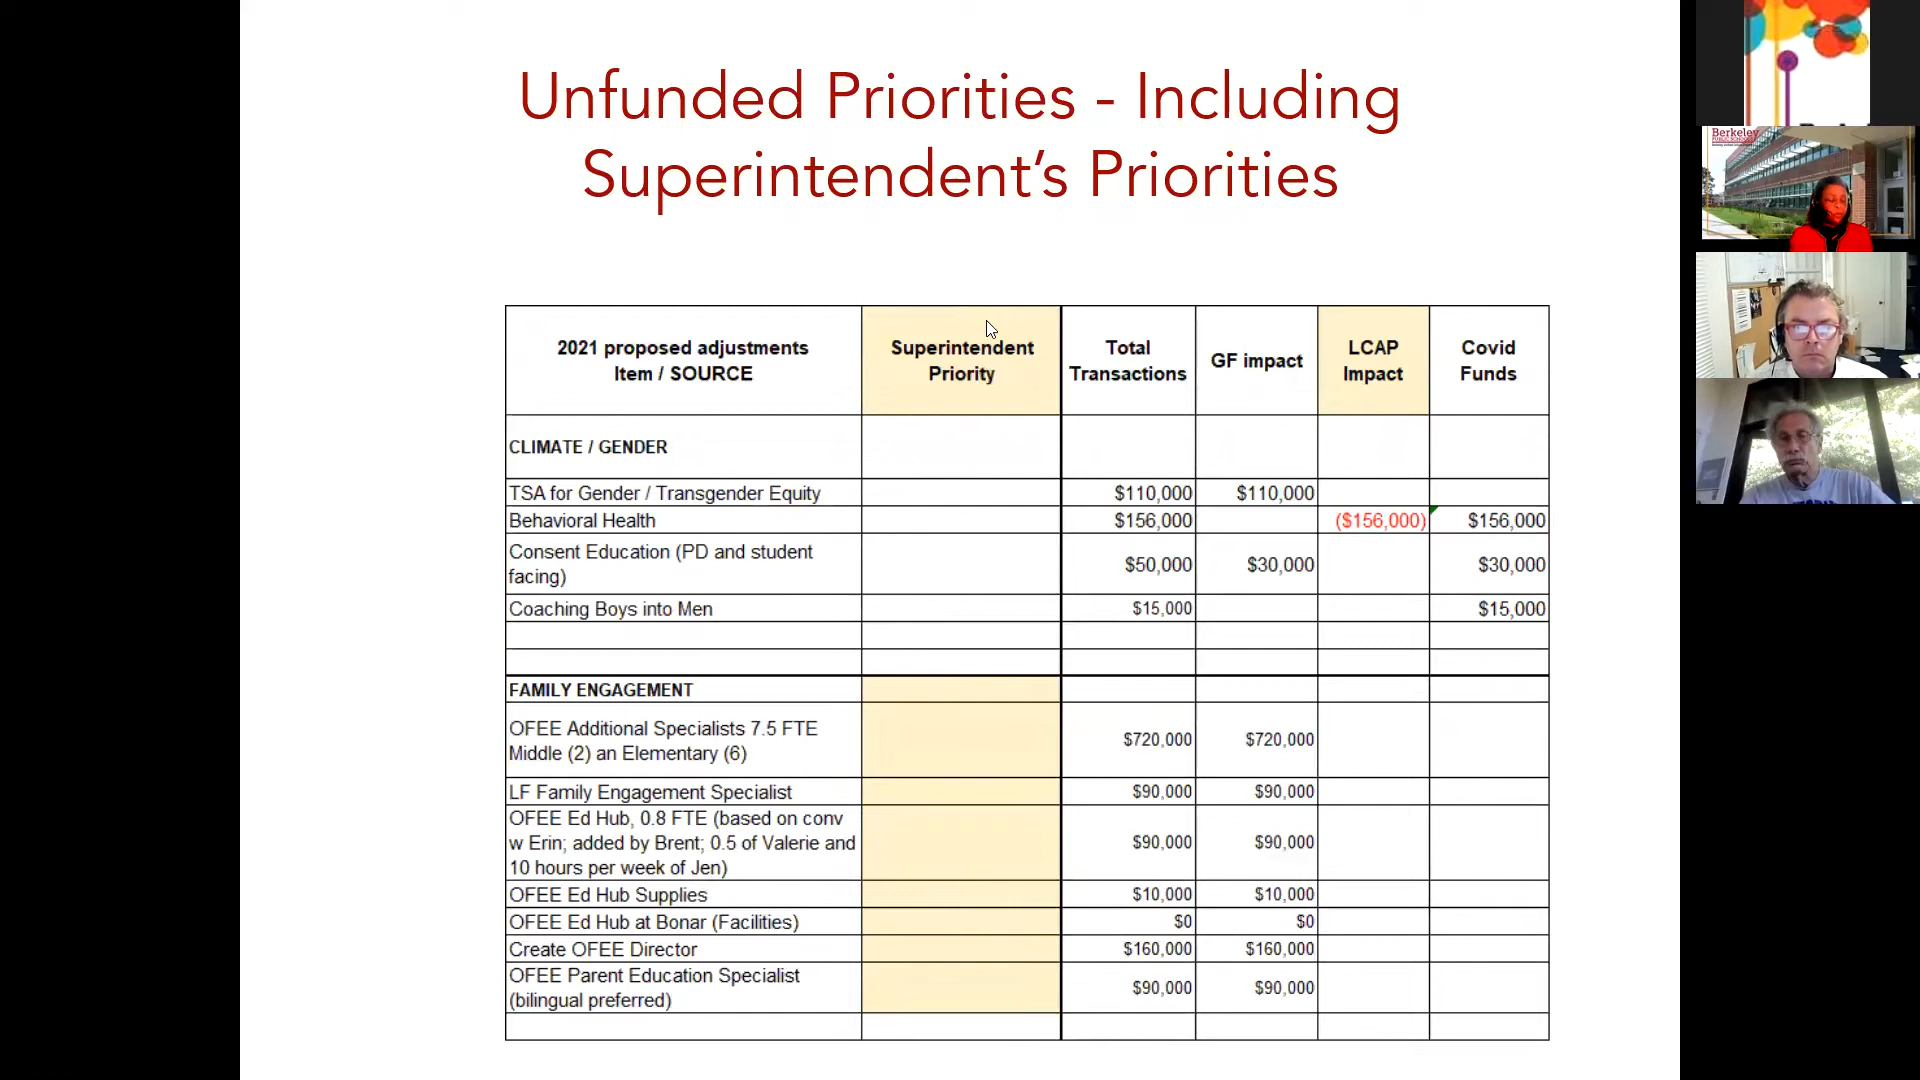 Unfunded Priorities - Including
Superintendent’s Priorities
2021 proposed adjustments
Item / SOURCE
Superintendent
Priority
Total
Transactions
GF impact
LCAP
Impact
Covid
Funds
CLIMATE / GENDER
TSA for Gender / Transgender Equity $110,000 $110,000
Behavioral Health $156,000 ($156,000) $156,000
Consent Education (PD and student
facing) $50,000 $30,000 $30,000
Coaching Boys into Men $15,000 $15,000
FAMILY ENGAGEMENT
OFEE Additional Specialists 7.5 FTE
Middle (2) an Elementary (6) $720,000 $720,000
LF Family Engagement Specialist $90,000 $90,000
OFEE Ed Hub, 0.8 FTE (based on conv
w Erin; added by Brent; 0.5 of Valerie and
10 hours per week of Jen) $90,000 $90,000
OFEE Ed Hub Supplies $10,000 $10,000
OFEE Ed Hub at Bonar (Facilities) $0 $0
Create OFEE Director $160,000 $160,000
OFEE Parent Education Specialist
(bilingual preferred) $90,000 $90,000
Berkeley